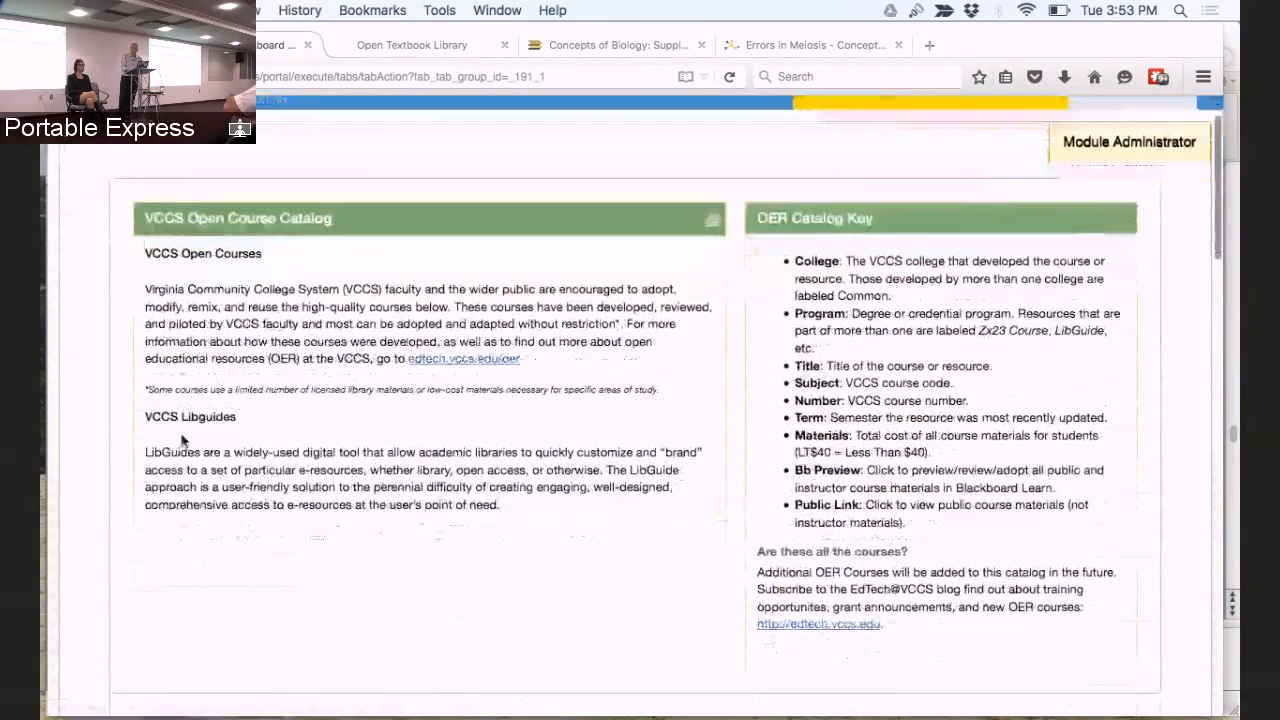 History Bookmarks Tools Window Help Tue 3:53 PM
board ... Open Textbook Library Concepts of Biology: Suppl... Errors in Meiosis - Concept...
s/portal/execute/tabs/tabAction?tab_tab_group_id=_191_1 Search
Portable Express
Module Administrator
VCCS Open Course Catalog
VCCS Open Courses
Virginia Community College System (VCCS) faculty and the wider public are encouraged to adopt,
modify, remix, and reuse the high-quality courses below. These courses have been developed, reviewed,
and piloted by VCCS faculty and most can be adopted and adapted without restriction*. For more
information about how these courses were developed, as well as to find out more about open
educational resources (OER) at the VCCS, go to edtech.vccs.edu/oer
*Some courses use a limited number of licensed library materials or low-cost materials necessary for specific areas of study.
VCCS Libguides
LibGuides are a widely-used digital tool that allow academic libraries to quickly customize and "brand"
access to a set of particular e-resources, whether library, open access, or otherwise. The LibGuide
approach is a user-friendly solution to the perennial difficulty of creating engaging, well-designed,
comprehensive access to e-resources at the user's point of need.
OER Catalog Key
• College: The VCCS college that developed the course or
resource. Those developed by more than one college are
labeled Common.
• Program: Degree or credential program. Resources that are
part of more than one are labeled Zx23 Course, LibGuide,
etc.
• Title: Title of the course or resource.
• Subject: VCCS course code.
• Number: VCCS course number.
• Term: Semester the resource was most recently updated.
• Materials: Total cost of all course materials for students
(LT$40 = Less Than $40).
• Bb Preview: Click to preview/review/adopt all public and
instructor course materials in Blackboard Learn.
• Public Link: Click to view public course materials (not
instructor materials).
Are these all the courses?
Additional OER Courses will be added to this catalog in the future.
Subscribe to the EdTech@VCCS blog find out about training
opportunites, grant announcements, and new OER courses:
http://edtech.vccs.edu.